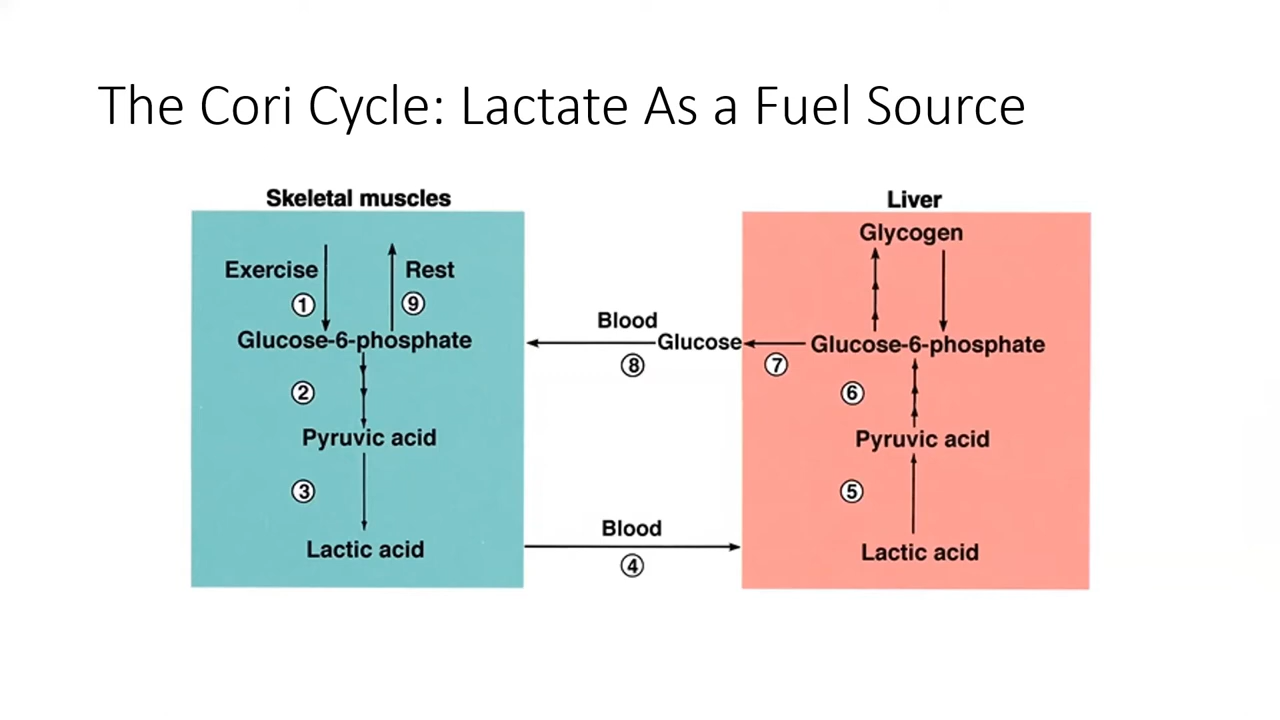 The Cori Cycle: Lactate As a Fuel Source
Skeletal muscles
Exercise
Rest
1
9
Glucose-6-phosphate
2
Pyruvic acid
3
Lactic acid
Blood
8
Glucose
7
Blood
4
Liver
Glycogen
Glucose-6-phosphate
6
Pyruvic acid
5
Lactic acid